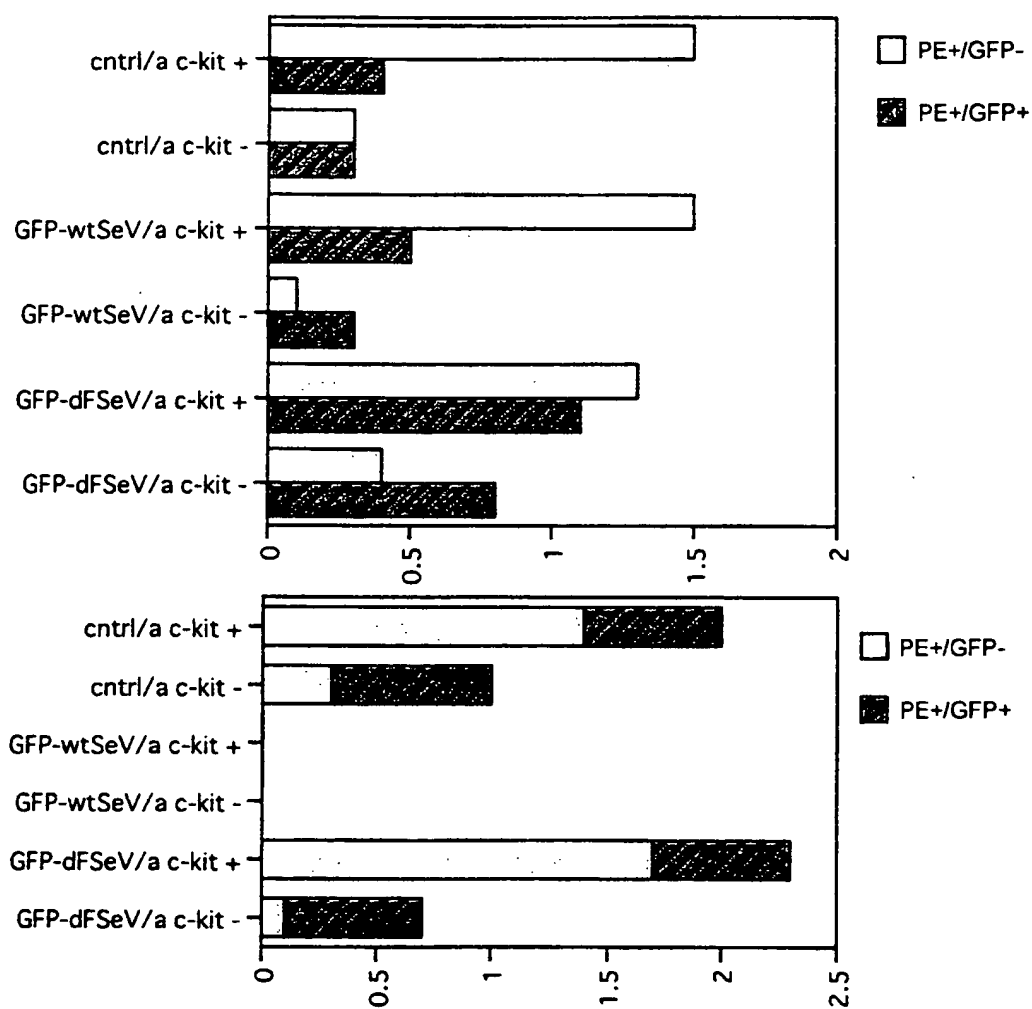 cntrl/a c-kit +
cntrl/a c-kit -
GFP-wtSeV/a c-kit +
GFP-wtSeV/a c-kit -
GFP-dFSeV/a c-kit +
GFP-dFSeV/a c-kit -
0 0.5 1 1.5 2
PE+/GFP-
PE+/GFP+
cntrl/a c-kit +
cntrl/a c-kit -
GFP-wtSeV/a c-kit +
GFP-wtSeV/a c-kit -
GFP-dFSeV/a c-kit +
GFP-dFSeV/a c-kit -
0 0.5 1 1.5 2 2.5
PE+/GFP-
PE+/GFP+